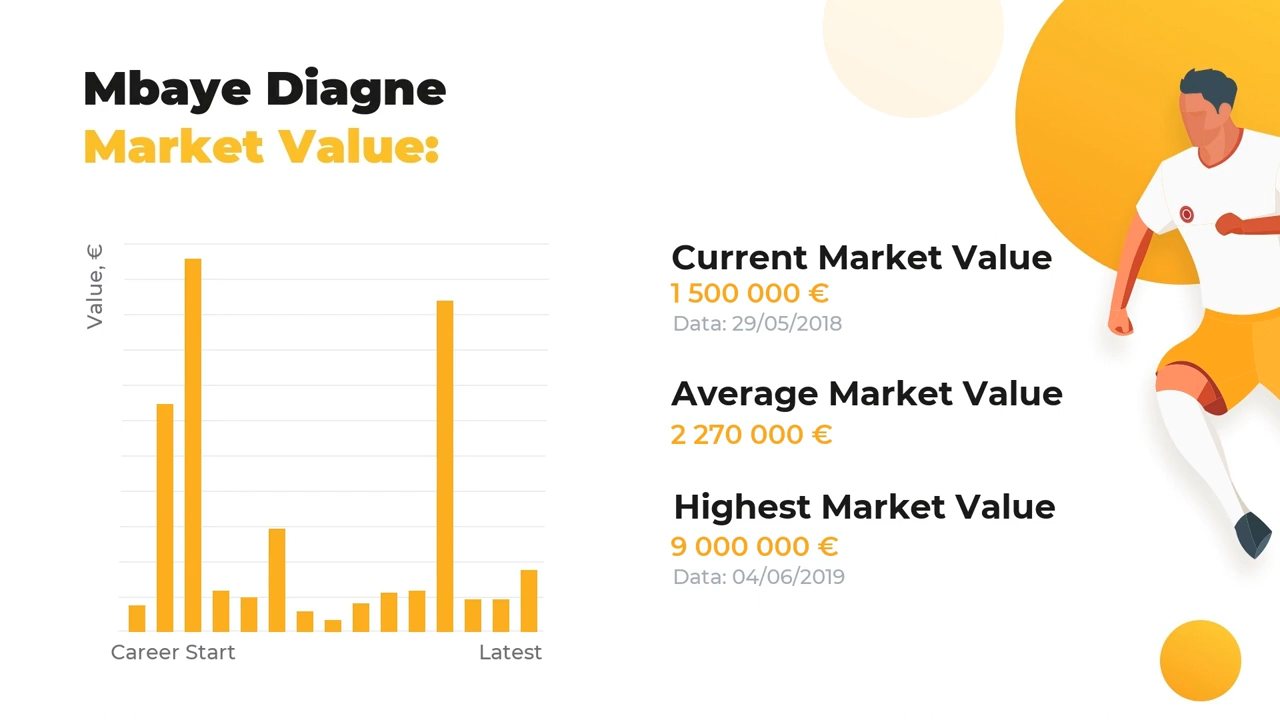 Mbaye Diagne
Market Value:
Value, €
Career Start
Latest
Current Market Value
1 500 000 €
Data: 29/05/2018
Average Market Value
2 270 000 €
Highest Market Value
9 000 000 €
Data: 04/06/2019